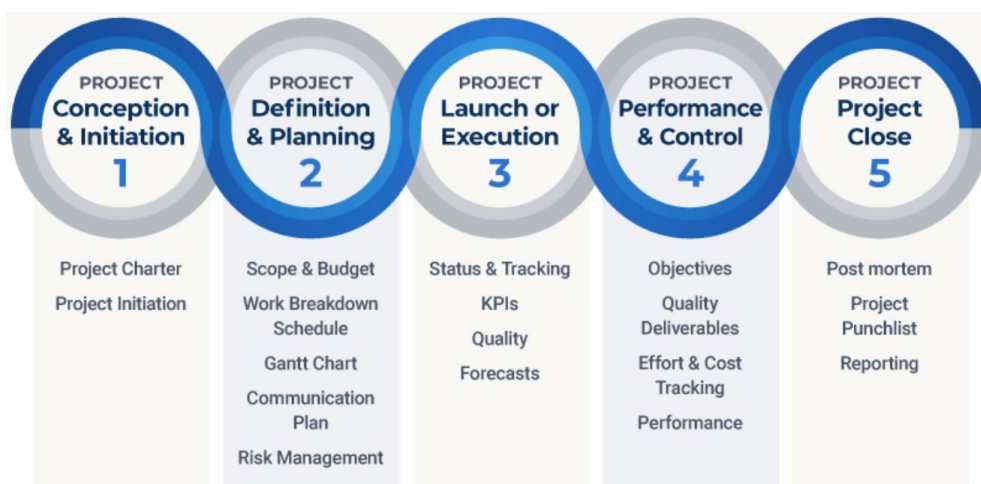 PROJECT
Conception
& Initiation
1
Project Charter
Project Initiation
PROJECT
Definition
& Planning
2
Scope & Budget
Work Breakdown
Schedule
Gantt Chart
Communication
Plan
Risk Management
PROJECT
Launch or
Execution
3
Status & Tracking
KPIs
Quality
Forecasts
PROJECT
Performance
& Control
4
Objectives
Quality
Deliverables
Effort & Cost
Tracking
Performance
PROJECT
Project
Close
5
Post mortem
Project
Punchlist
Reporting